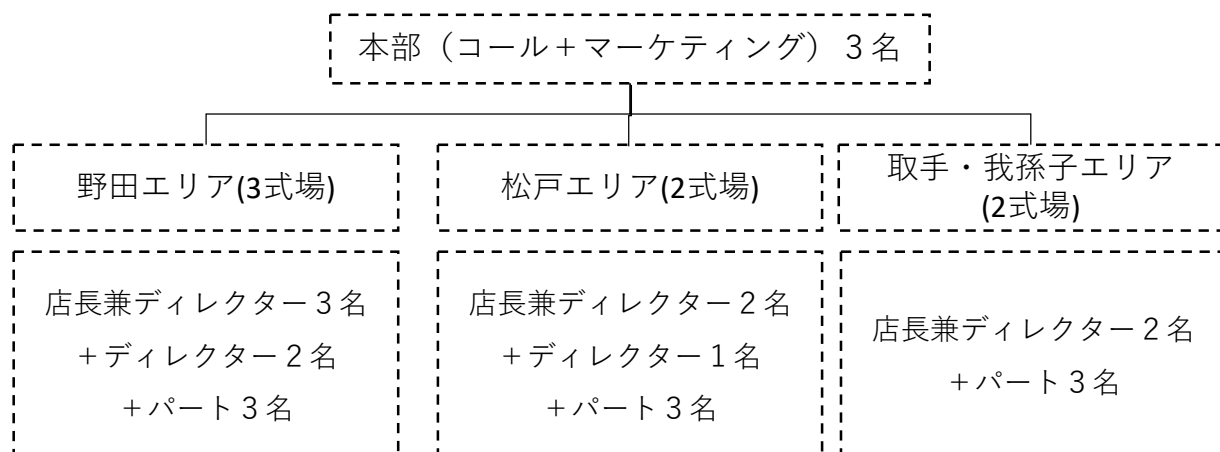 本部（コール＋マーケティング）３名
野田エリア(3式場)
松戸エリア(2式場)
取手・我孫子エリア
(2式場)
店長兼ディレクター３名
＋ディレクター２名
＋パート３名
店長兼ディレクター２名
＋ディレクター１名
＋パート３名
店長兼ディレクター２名
＋パート３名